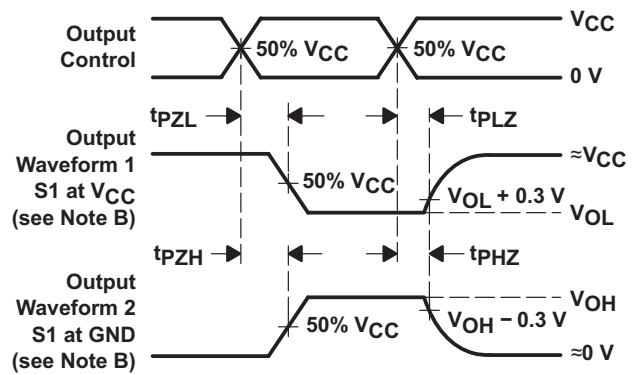 Output
Control
50% VCC
50% VCC
VCC
0 V
tPZL
tPLZ
Output
Waveform 1
S1 at VCC
(see Note B)
50% VCC
≈VCC
VOL + 0.3 V
VOL
tPZH
tPHZ
Output
Waveform 2
S1 at GND
(see Note B)
50% VCC
VOH
VOH − 0.3 V
≈0 V